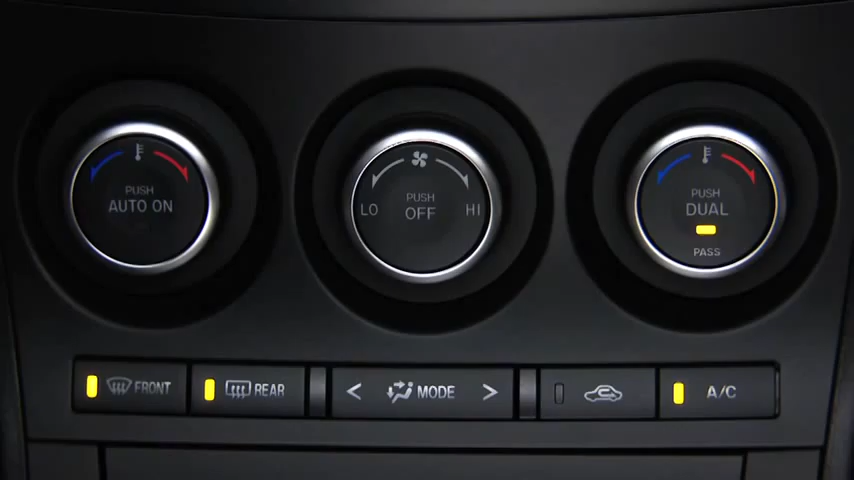 PUSH
AUTO ON
PUSH
OFF
LO
HI
PUSH
DUAL
PASS
FRONT
REAR
< MODE >
A/C